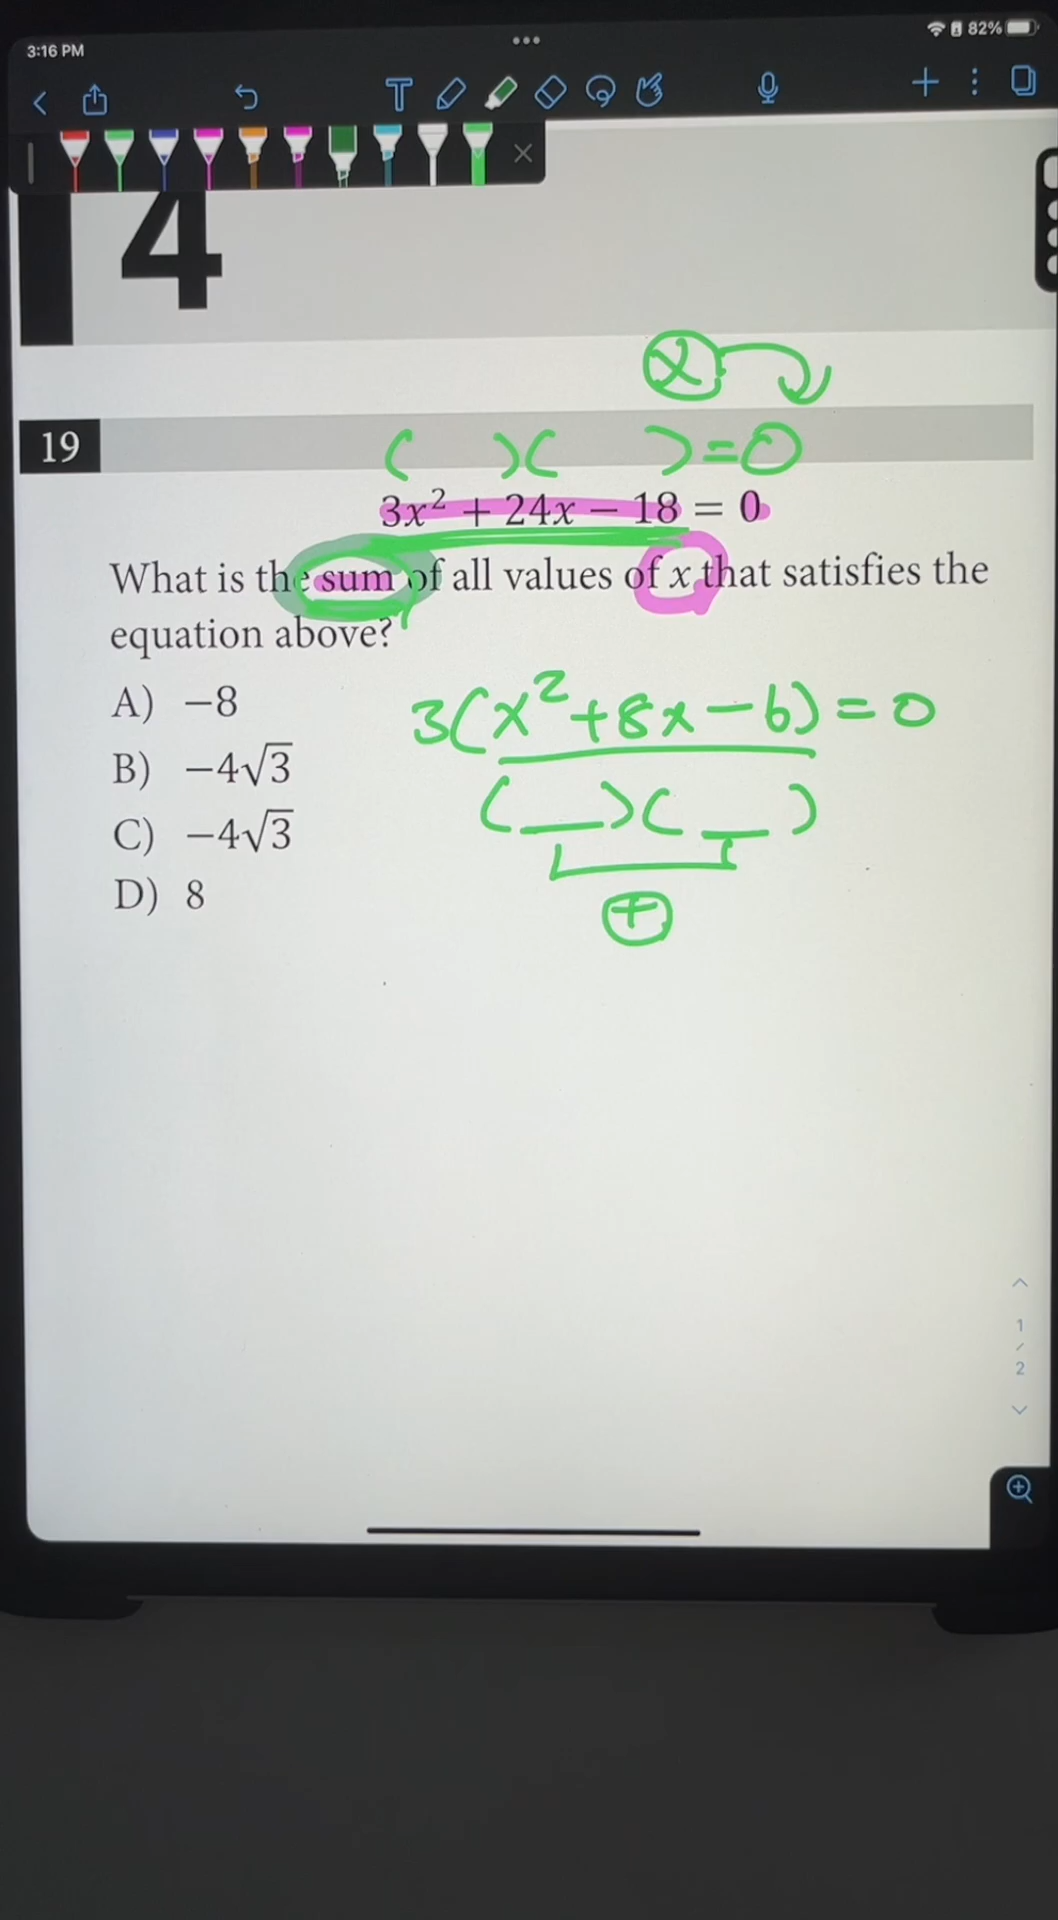 3:16 PM
82%
T
4
x
19
( )( ) = 0
3x² + 24x − 18 = 0
What is the sum of all values of x that satisfies the
equation above?
A) −8
3(x² + 8x − 6) = 0
B) −4√3
( _ )( _ )
C) −4√3
D) 8
+
1
/
2